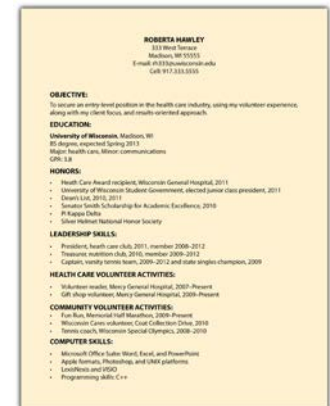 ROBERTA HAWLEY
333 West Terrace
Madison, WI 55555
E-mail: rh333@uwisconsin.edu
Cell: 917.333.5555
OBJECTIVE:
To secure an entry-level position in the health care industry, using my volunteer experience,
along with my client focus, and results-oriented approach.
EDUCATION:
University of Wisconsin, Madison, WI
BS degree, expected Spring 2013
Major: health care, Minor: communications
GPA: 3.8
HONORS:
• Heath Care Award recipient, Wisconsin General Hospital, 2011
• University of Wisconsin Student Government, elected junior class president, 2011
• Dean's List, 2010, 2011
• Senator Smith Scholarship for Academic Excellence, 2010
• Pi Kappa Delta
• Silver Helmet National Honor Society
LEADERSHIP SKILLS:
• President, heath care club, 2011, member 2008–2012
• Treasurer, nutrition club, 2010, member 2009–2012
• Captain, varsity tennis team, 2009–2012 and state singles champion, 2009
HEALTH CARE VOLUNTEER ACTIVITIES:
• Volunteer reader, Mercy General Hospital, 2007–Present
• Gift shop volunteer, Mercy General Hospital, 2009–Present
COMMUNITY VOLUNTEER ACTIVITIES:
• Fun Run, Memorial Half Marathon, 2009–Present
• Wisconsin Cares volunteer, Coat Collection Drive, 2010
• Tennis coach, Wisconsin Special Olympics, 2008–2010
COMPUTER SKILLS:
• Microsoft Office Suite: Word, Excel, and PowerPoint
• Apple formats, Photoshop, and UNIX platforms
• LexisNexis and VISIO
• Programming skills: C++